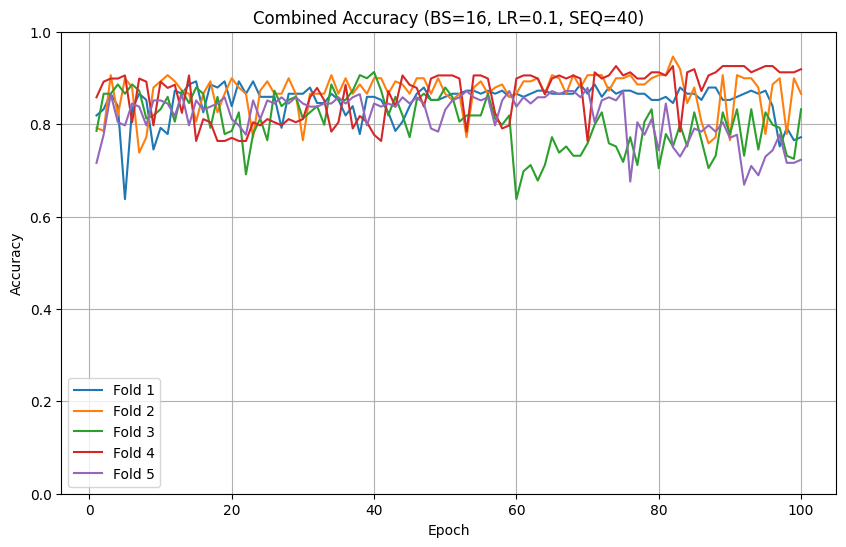 Combined Accuracy (BS=16, LR=0.1, SEQ=40)
1.0
0.8
0.6
0.4
0.2
0.0
Accuracy
Fold 1
Fold 2
Fold 3
Fold 4
Fold 5
0 20 40 60 80 100
Epoch